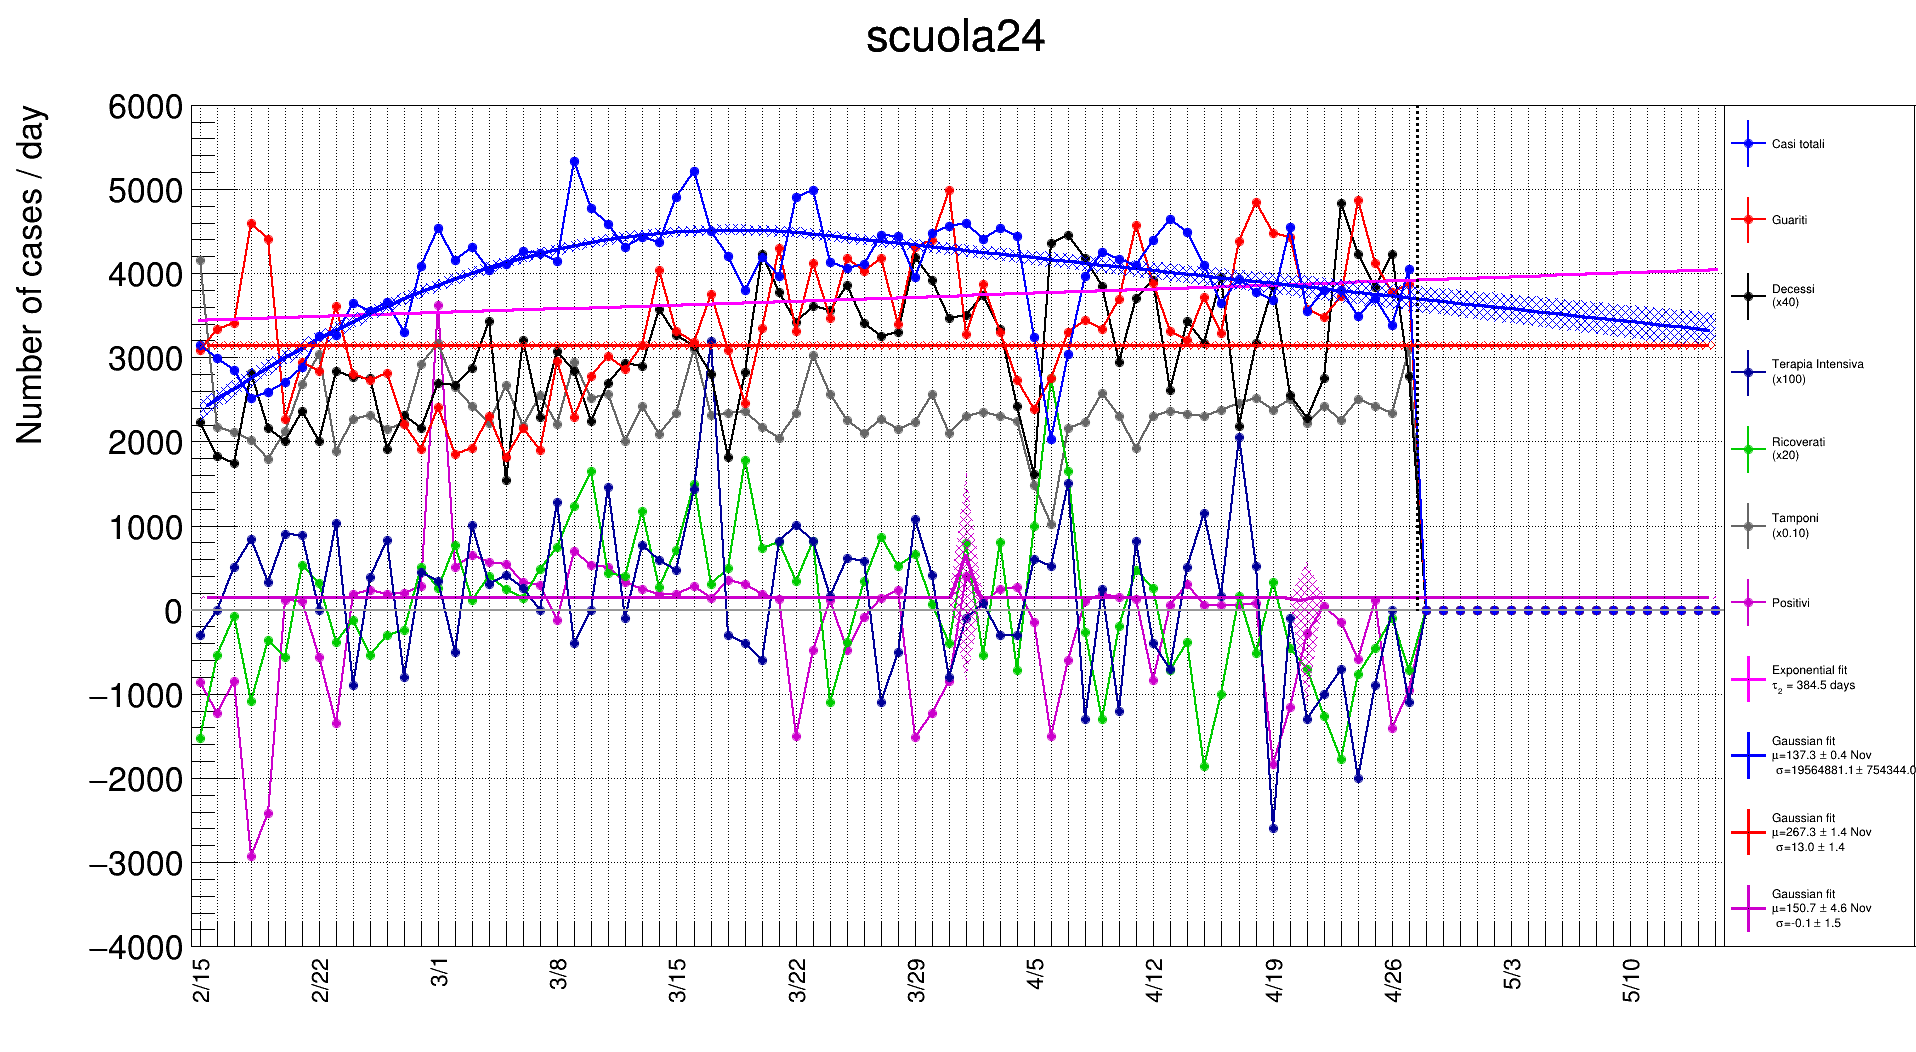 scuola24
Number of cases / day
6000
5000
4000
3000
2000
1000
0
−1000
−2000
−3000
−4000
2/15
2/22
3/1
3/8
3/15
3/22
3/29
4/5
4/12
4/19
4/26
5/3
5/10
Casi totali
Guariti
Decessi
(x40)
Terapia Intensiva
(x100)
Ricoverati
(x20)
Tamponi
(x0.10)
Positivi
Exponential fit
τ2 = 384.5 days
Gaussian fit
μ=137.3 ± 0.4 Nov
σ=19564881.1 ± 754344.0
Gaussian fit
μ=267.3 ± 1.4 Nov
σ=13.0 ± 1.4
Gaussian fit
μ=150.7 ± 4.6 Nov
σ=-0.1 ± 1.5